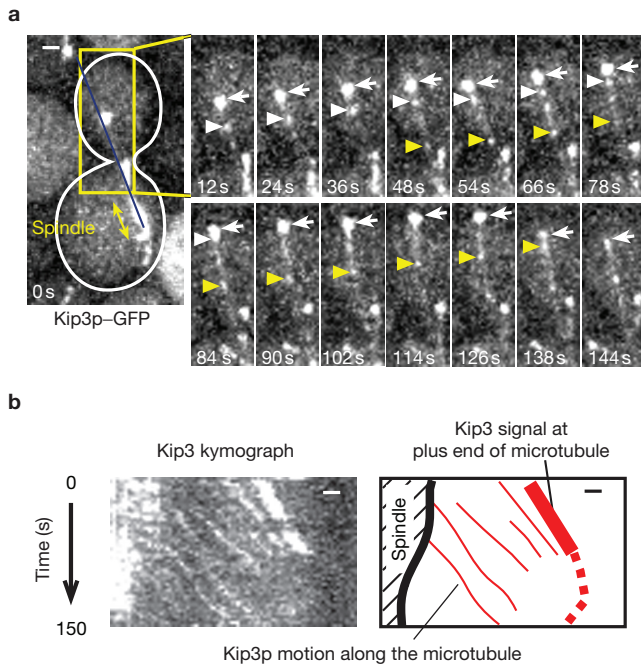 a
Spindle
0 s
Kip3p–GFP
12 s
24 s
36 s
48 s
54 s
66 s
78 s
84 s
90 s
102 s
114 s
126 s
138 s
144 s
b
Kip3 kymograph
Kip3 signal at
plus end of microtubule
0
Time (s)
150
Spindle
Kip3p motion along the microtubule